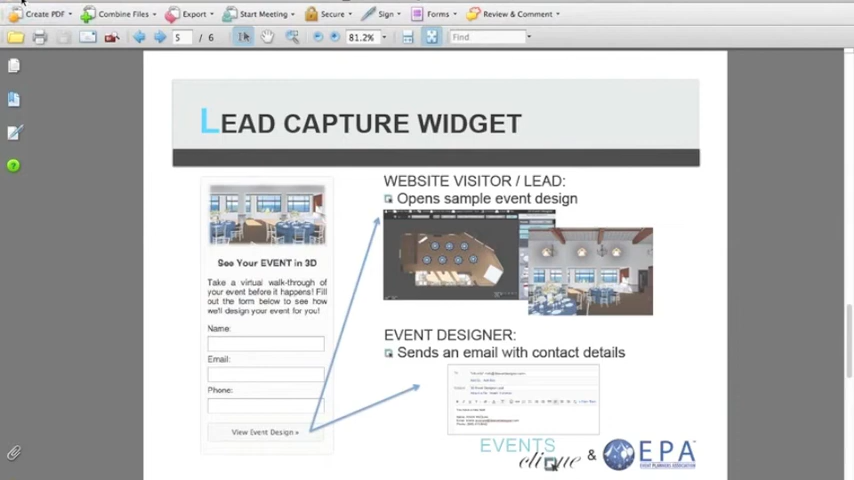 Create PDF
Combine Files
Export
Start Meeting
Secure
Sign
Forms
Review & Comment
5 / 6
81.2%
Find
LEAD CAPTURE WIDGET
See Your EVENT in 3D
Take a virtual walk-through of
your event before it happens! Fill
out the form below to see how
we'll design your event for you!
Name:
Email:
Phone:
View Event Design »
WEBSITE VISITOR / LEAD:
Opens sample event design
EVENT DESIGNER:
Sends an email with contact details
EVENTS
clique
&
EPA